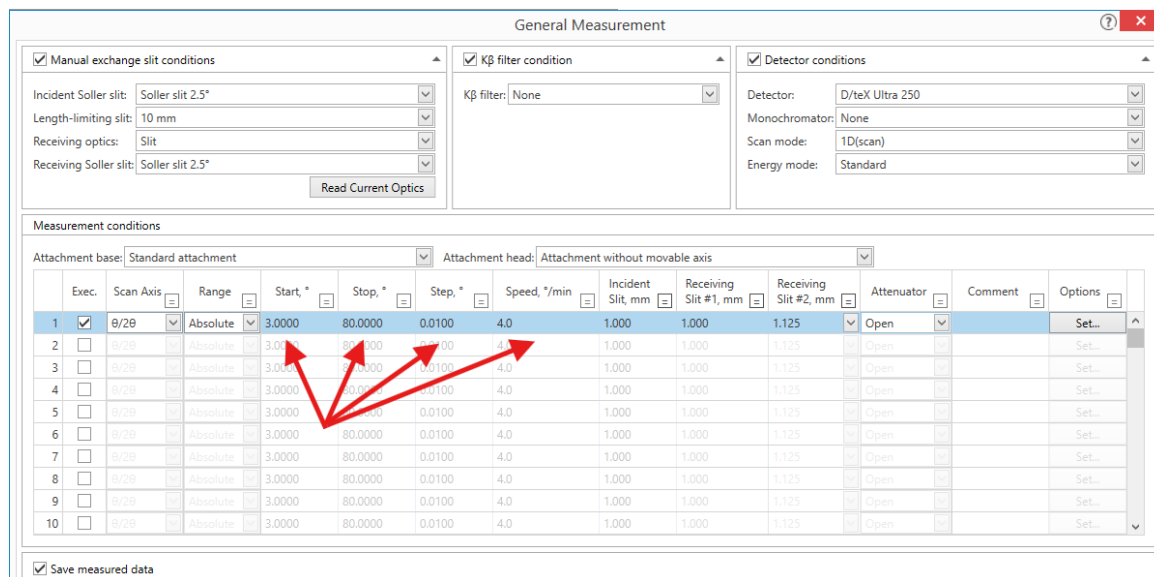 General Measurement
Manual exchange slit conditions
Incident Soller slit: Soller slit 2.5°
Length-limiting slit: 10 mm
Receiving optics: Slit
Receiving Soller slit: Soller slit 2.5°
Read Current Optics
Kβ filter condition
Kβ filter: None
Detector conditions
Detector: D/teX Ultra 250
Monochromator: None
Scan mode: 1D(scan)
Energy mode: Standard
Measurement conditions
Attachment base: Standard attachment Attachment head: Attachment without movable axis
Exec. Scan Axis Range Start, ° Stop, ° Step, ° Speed, °/min Incident Slit, mm Receiving Slit #1, mm Receiving Slit #2, mm Attenuator Comment Options
1 θ/2θ Absolute 3.0000 80.0000 0.0100 4.0 1.000 1.000 1.125 Open Set...
2 θ/2θ Absolute 3.0000 80.0000 0.0100 4.0 1.000 1.000 1.125 Open Set...
3 θ/2θ Absolute 3.0000 80.0000 0.0100 4.0 1.000 1.000 1.125 Open Set...
4 θ/2θ Absolute 3.0000 80.0000 0.0100 4.0 1.000 1.000 1.125 Open Set...
5 θ/2θ Absolute 3.0000 80.0000 0.0100 4.0 1.000 1.000 1.125 Open Set...
6 θ/2θ Absolute 3.0000 80.0000 0.0100 4.0 1.000 1.000 1.125 Open Set...
7 θ/2θ Absolute 3.0000 80.0000 0.0100 4.0 1.000 1.000 1.125 Open Set...
8 θ/2θ Absolute 3.0000 80.0000 0.0100 4.0 1.000 1.000 1.125 Open Set...
9 θ/2θ Absolute 3.0000 80.0000 0.0100 4.0 1.000 1.000 1.125 Open Set...
10 θ/2θ Absolute 3.0000 80.0000 0.0100 4.0 1.000 1.000 1.125 Open Set...
Save measured data